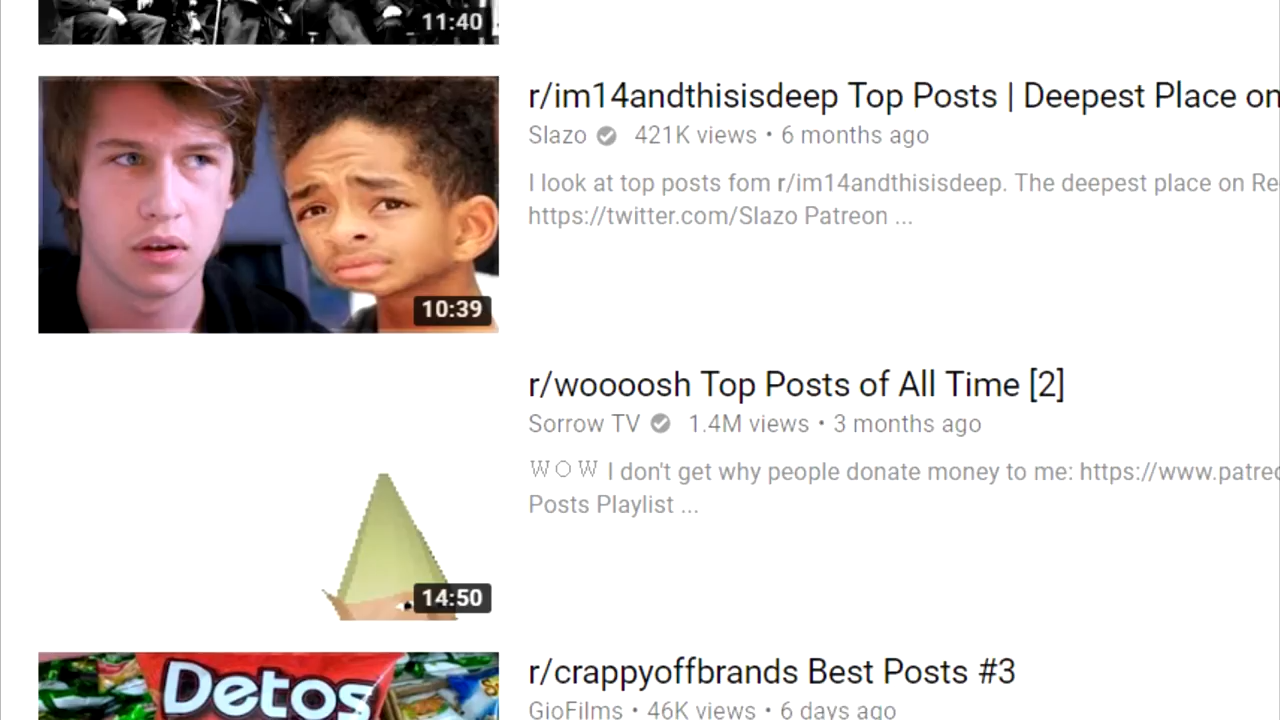 11:40
r/im14andthisisdeep Top Posts | Deepest Place on
Slazo 421K views • 6 months ago
I look at top posts fom r/im14andthisisdeep. The deepest place on Re
https://twitter.com/Slazo Patreon ...
10:39
r/woooosh Top Posts of All Time [2]
Sorrow TV 1.4M views • 3 months ago
W O W I don't get why people donate money to me: https://www.patre
Posts Playlist ...
14:50
r/crappyoffbrands Best Posts #3
GioFilms • 46K views • 6 days ago
Detos